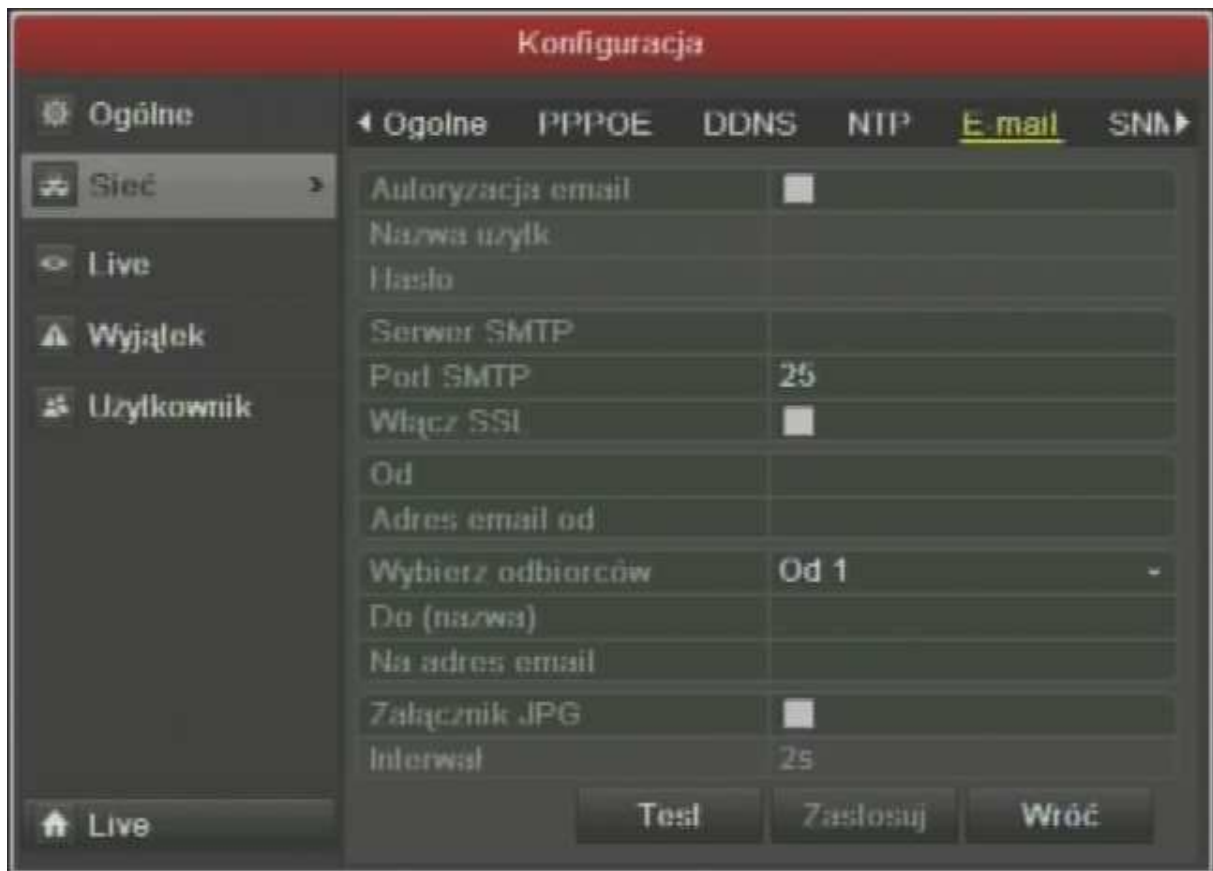 Konfiguracja
Ogólne
Sieć
Live
Wyjątek
Użytkownik
Live
Ogolne PPPOE DDNS NTP E-mail SNM
Autoryzacja email
Nazwa użytk
Hasło
Serwer SMTP
Port SMTP 25
Włącz SSL
Od
Adres email od
Wybierz odbiorców Od 1
Do (nazwa)
Na adres email
Załącznik JPG
Interwał 2s
Test Zastosuj Wróć